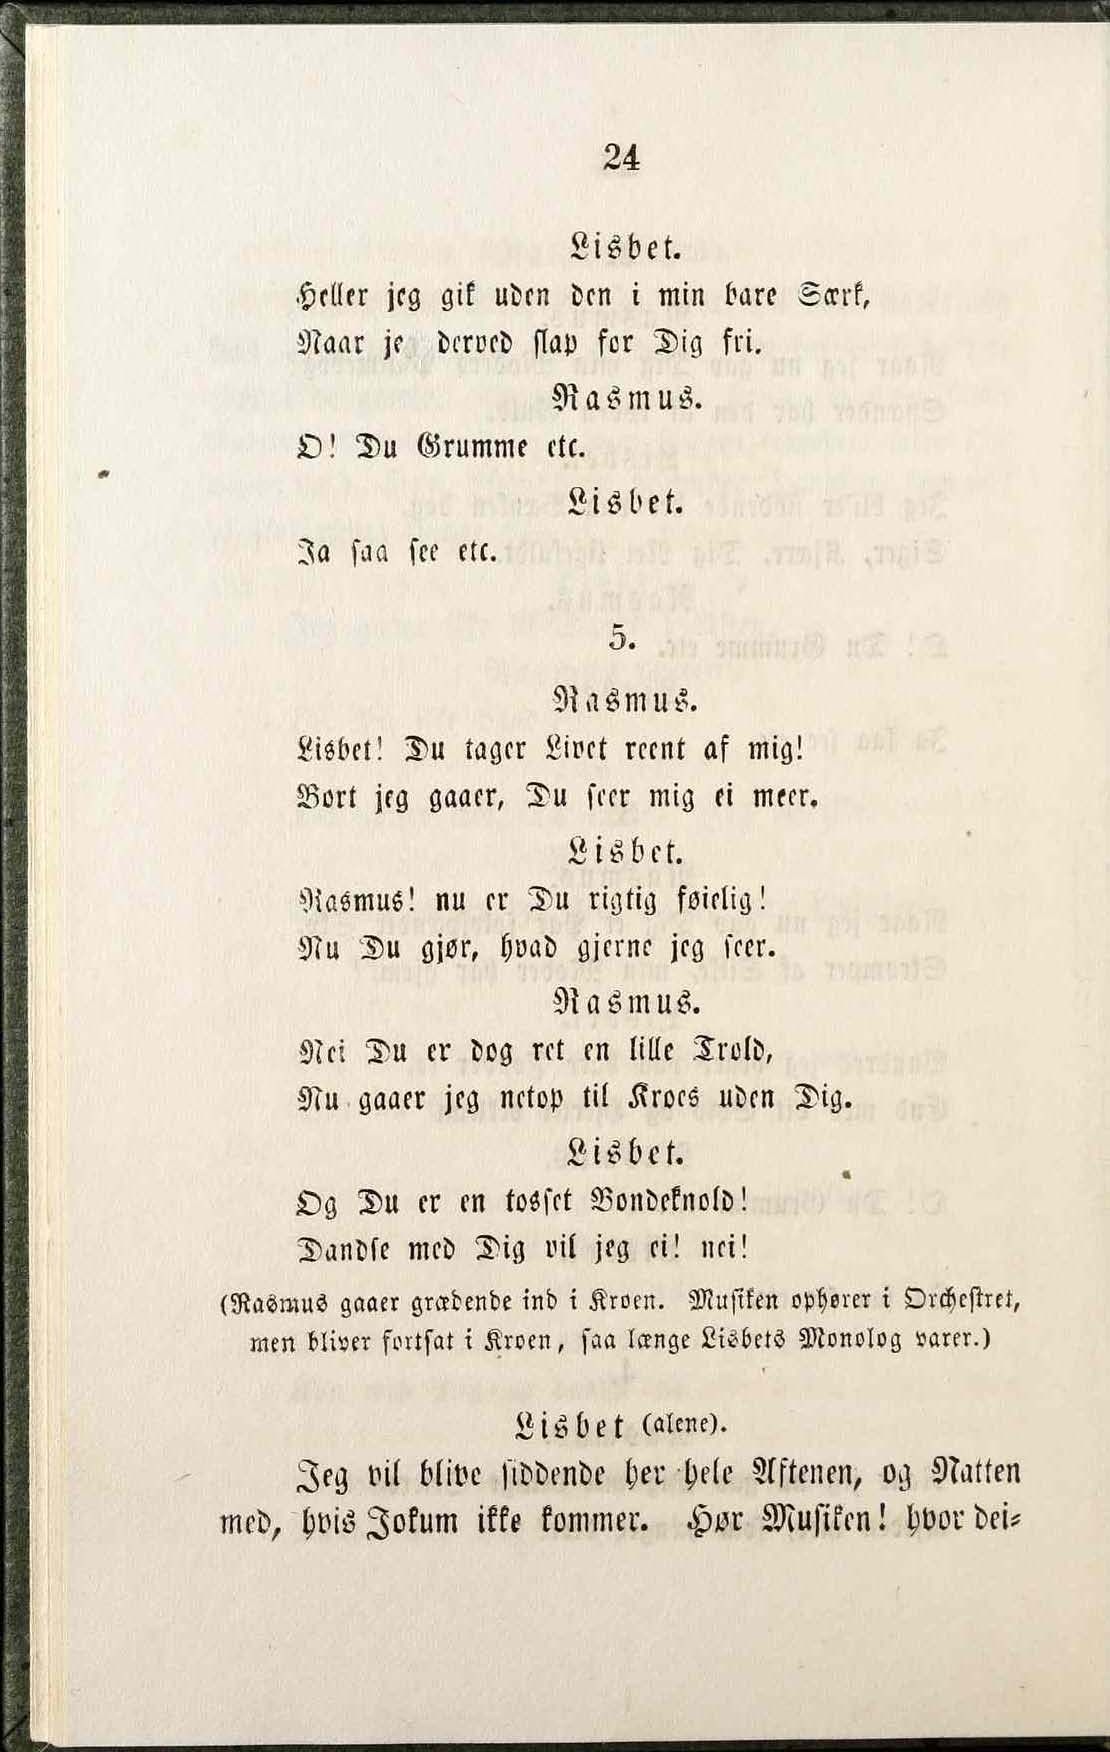 24
Lisbet.
Heller jeg gik uden den i min bare Særk,
Naar je derved slap for Dig fri.
Rasmus.
O! Du Grumme etc.
Lisbet.
Ja saa see etc.
5.
Rasmus.
Lisbet! Du tager Livet reent af mig!
Bort jeg gaaer, Du seer mig ei meer.
Lisbet.
Rasmus! nu er Du rigtig føielig!
Nu Du gjør, hvad gjerne jeg seer.
Rasmus.
Nei Du er dog ret en lille Trold,
Nu gaaer jeg netop til Kroes uden Dig.
Lisbet.
Og Du er en tosset Bondeknold!
Dandse med Dig vil jeg ei! nei!
(Rasmus gaaer grædende ind i Kroen. Musiken ophører i Orchestret,
men bliver fortsat i Kroen, saa længe Lisbets Monolog varer.)
Lisbet (alene).
Jeg vil blive siddende her hele Aftenen, og Natten
med, hvis Jokum ikke kommer. Hør Musiken! hvor dei⸗